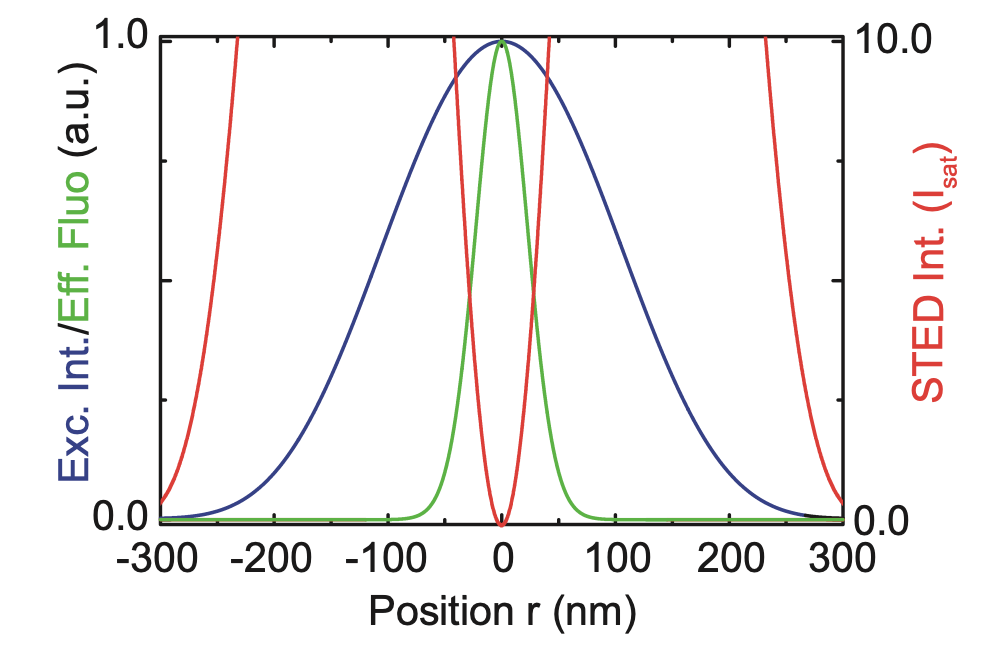 1.0
10.0
Exc. Int./Eff. Fluo (a.u.)
STED Int. (Isat)
0.0
0.0
-300 -200 -100 0 100 200 300
Position r (nm)